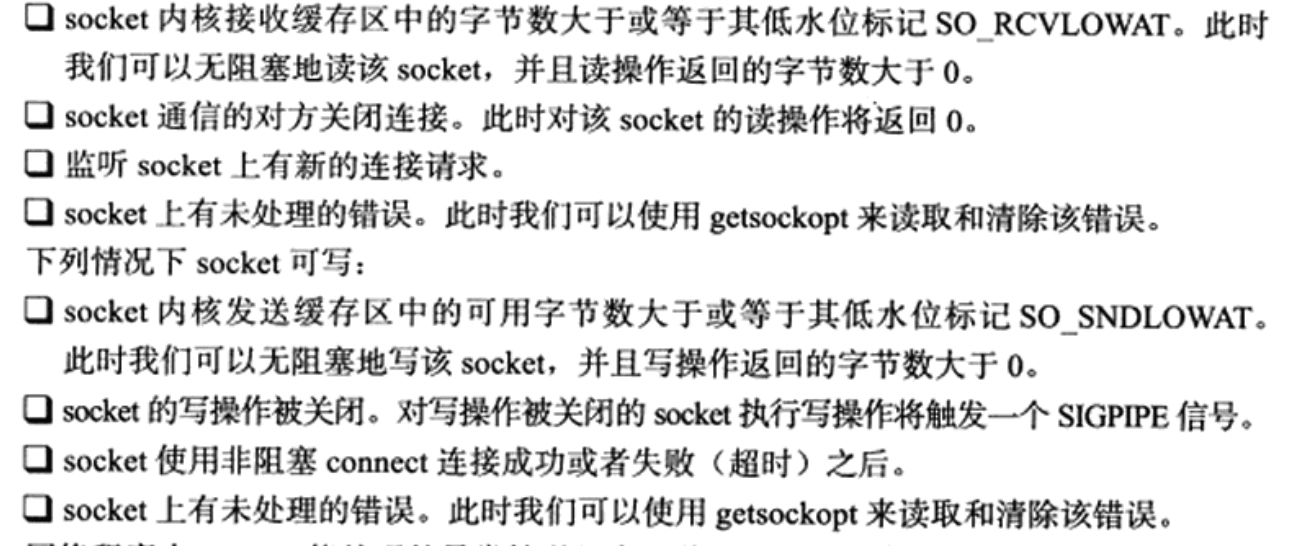 ❑ socket 内核接收缓存区中的字节数大于或等于其低水位标记 SO_RCVLOWAT。此时
我们可以无阻塞地读该 socket，并且读操作返回的字节数大于 0。
❑ socket 通信的对方关闭连接。此时对该 socket 的读操作将返回 0。
❑ 监听 socket 上有新的连接请求。
❑ socket 上有未处理的错误。此时我们可以使用 getsockopt 来读取和清除该错误。
下列情况下 socket 可写：
❑ socket 内核发送缓存区中的可用字节数大于或等于其低水位标记 SO_SNDLOWAT。
此时我们可以无阻塞地写该 socket，并且写操作返回的字节数大于 0。
❑ socket 的写操作被关闭。对写操作被关闭的 socket 执行写操作将触发一个 SIGPIPE 信号。
❑ socket 使用非阻塞 connect 连接成功或者失败（超时）之后。
❑ socket 上有未处理的错误。此时我们可以使用 getsockopt 来读取和清除该错误。